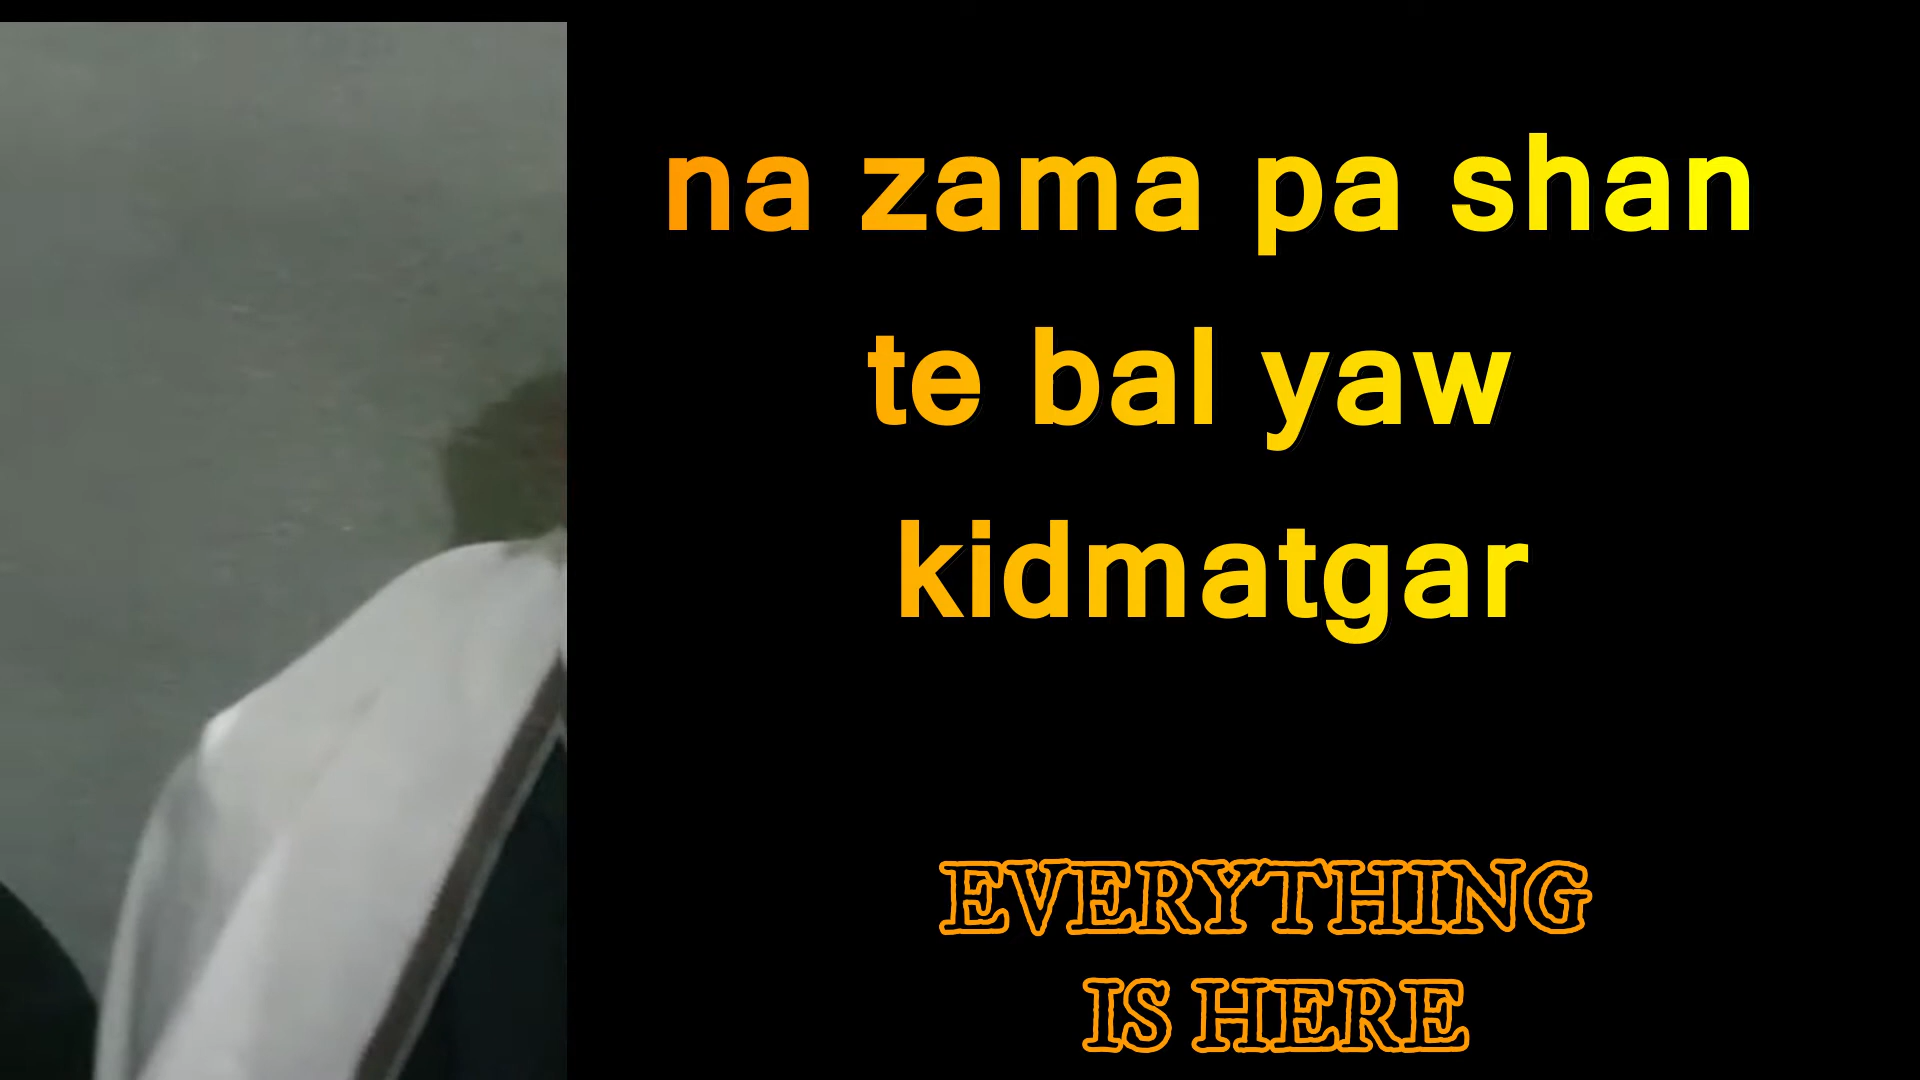 na zama pa shan
te bal yaw
kidmatgar
EVERYTHING
IS HERE